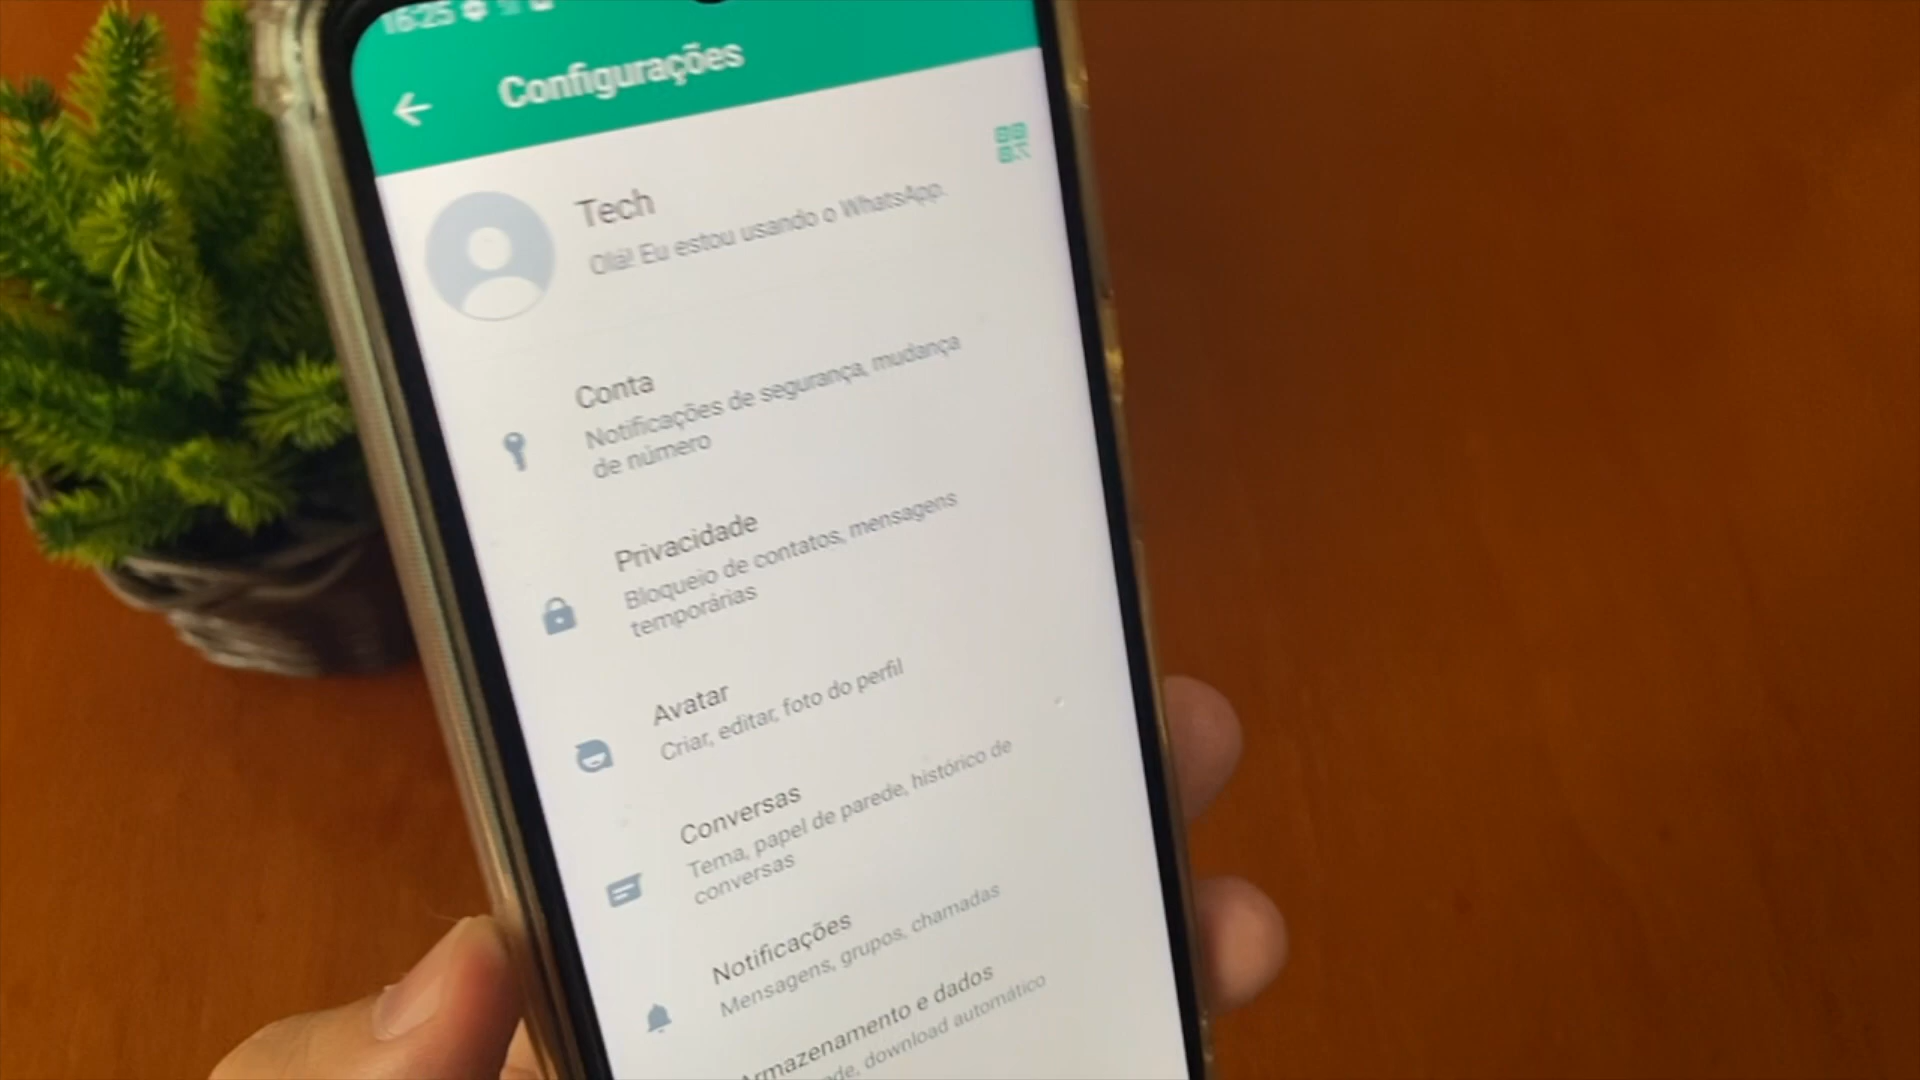 16:25
Configurações
Tech
Olá! Eu estou usando o WhatsApp.
Conta
Notificações de segurança, mudança
de número
Privacidade
Bloqueio de contatos, mensagens
temporárias
Avatar
Criar, editar, foto do perfil
Conversas
Tema, papel de parede, histórico de
conversas
Notificações
Mensagens, grupos, chamadas
Armazenamento e dados
download automático